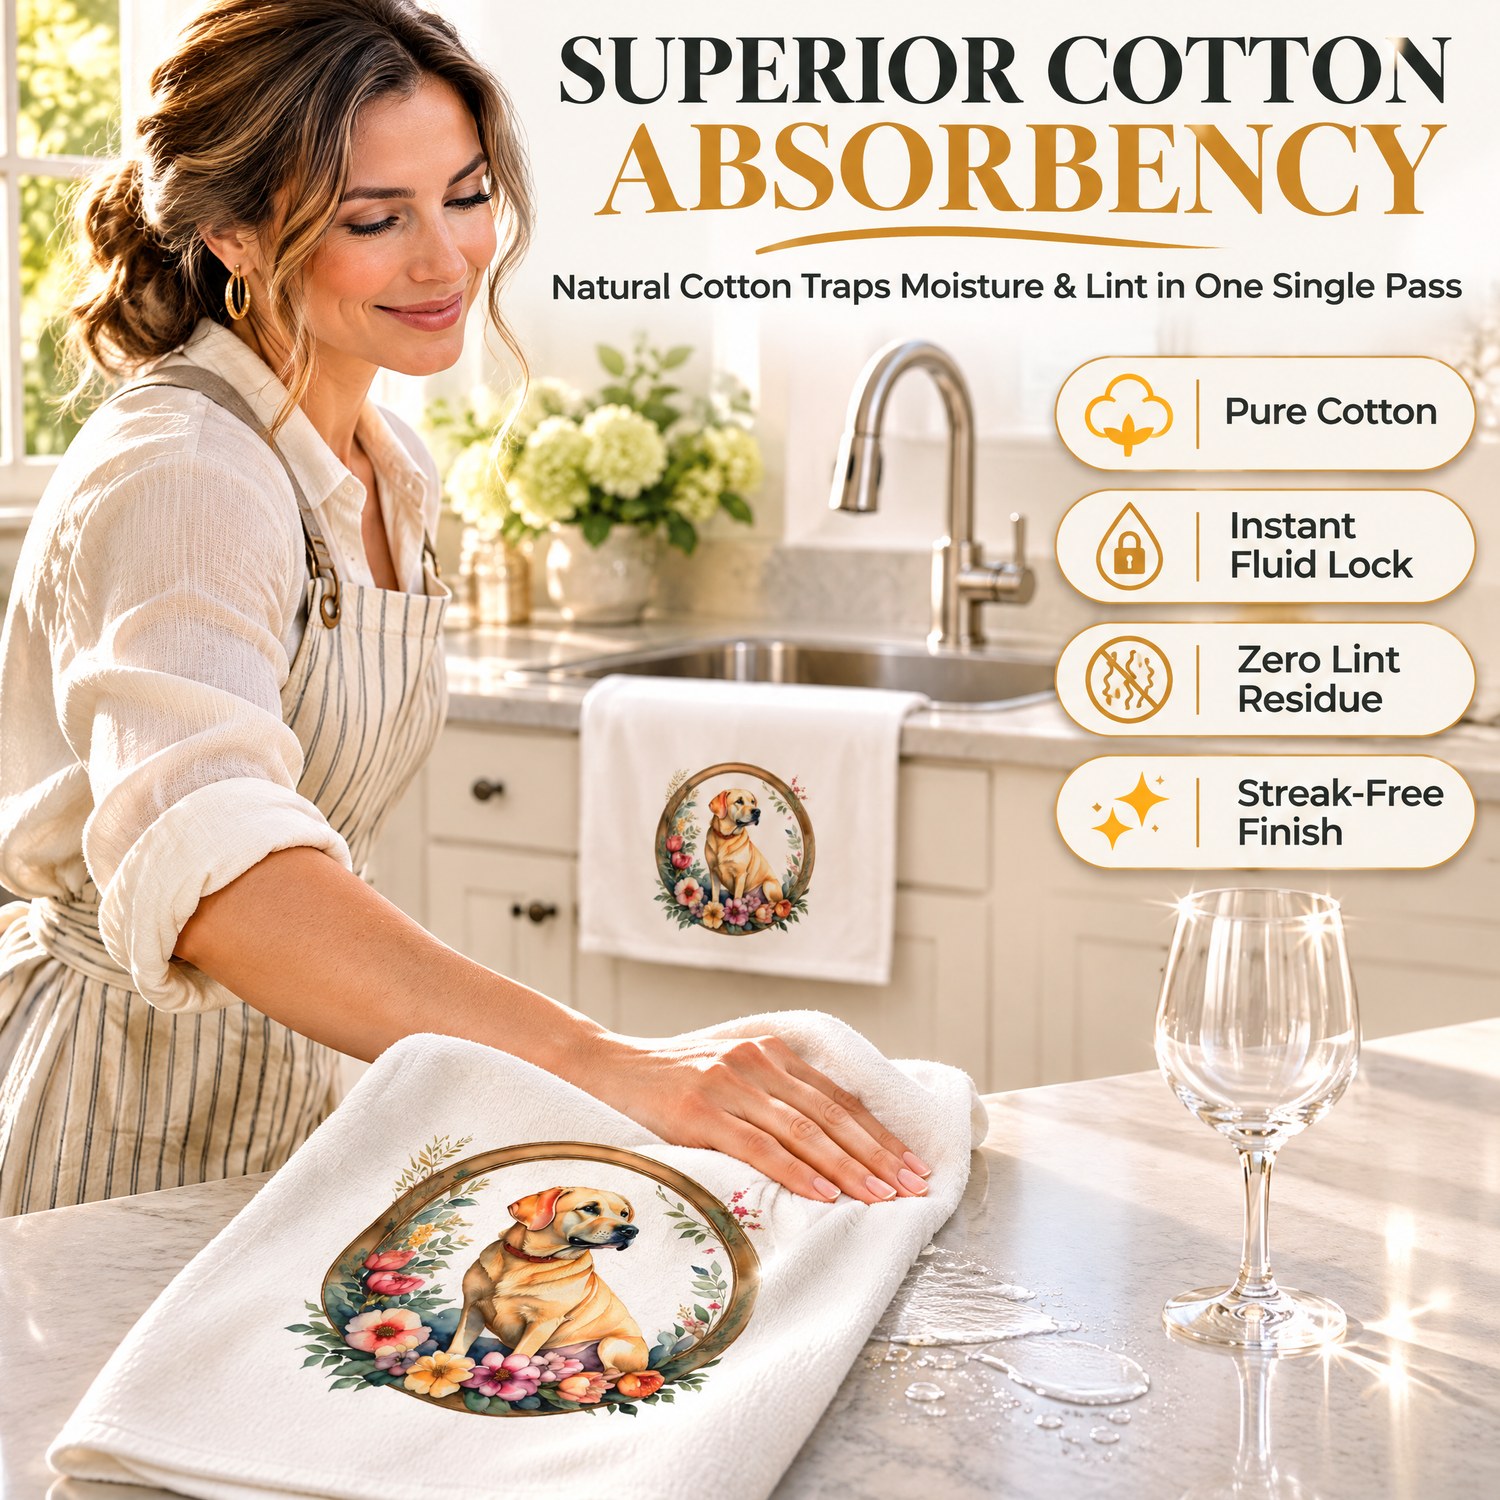 SUPERIOR COTTON
ABSORBENCY
Natural Cotton Traps Moisture & Lint in One Single Pass
Pure Cotton
Instant
Fluid Lock
Zero Lint
Residue
Streak-Free
Finish